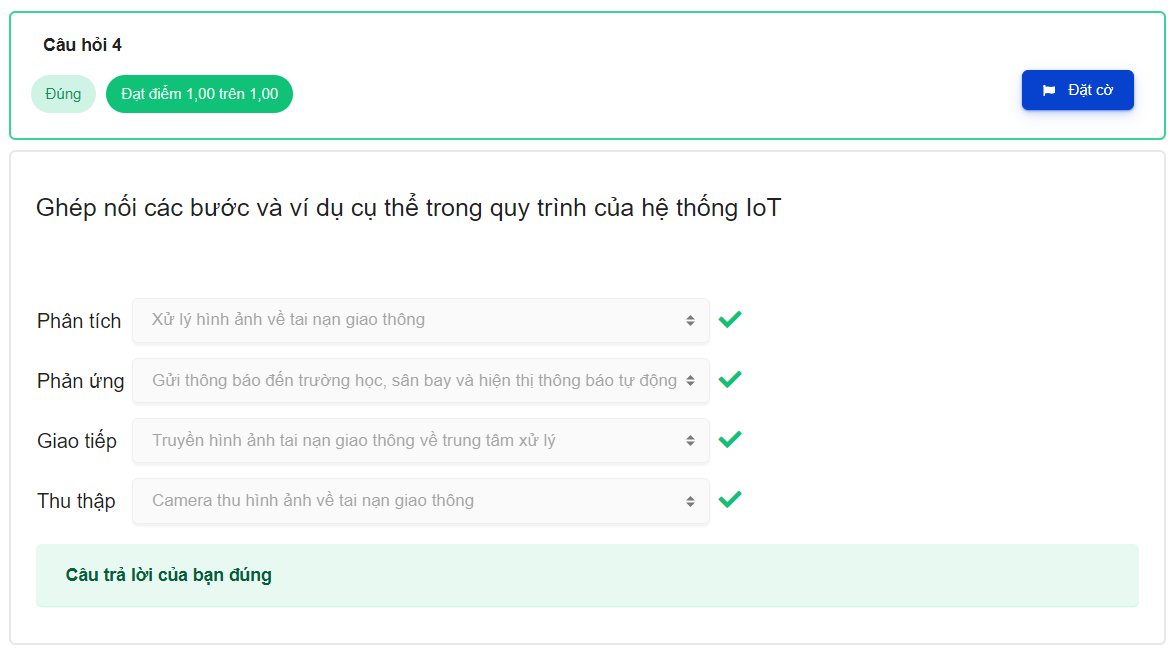 Câu hỏi 4
Đúng
Đạt điểm 1,00 trên 1,00
Đặt cờ
Ghép nối các bước và ví dụ cụ thể trong quy trình của hệ thống IoT
Phân tích
Xử lý hình ảnh về tai nạn giao thông
Phản ứng
Gửi thông báo đến trường học, sân bay và hiện thị thông báo tự động
Giao tiếp
Truyền hình ảnh tai nạn giao thông về trung tâm xử lý
Thu thập
Camera thu hình ảnh về tai nạn giao thông
Câu trả lời của bạn đúng